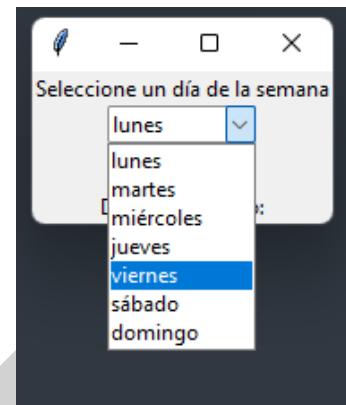 Seleccione un día de la semana
lunes
lunes
martes
miércoles
jueves
viernes
sábado
domingo